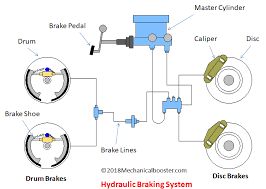 Master Cylinder
Brake Pedal
Drum
Caliper
Disc
Brake Shoe
Brake Lines
©2018Mechanicalbooster.com
Drum Brakes
Disc Brakes
Hydraulic Braking System